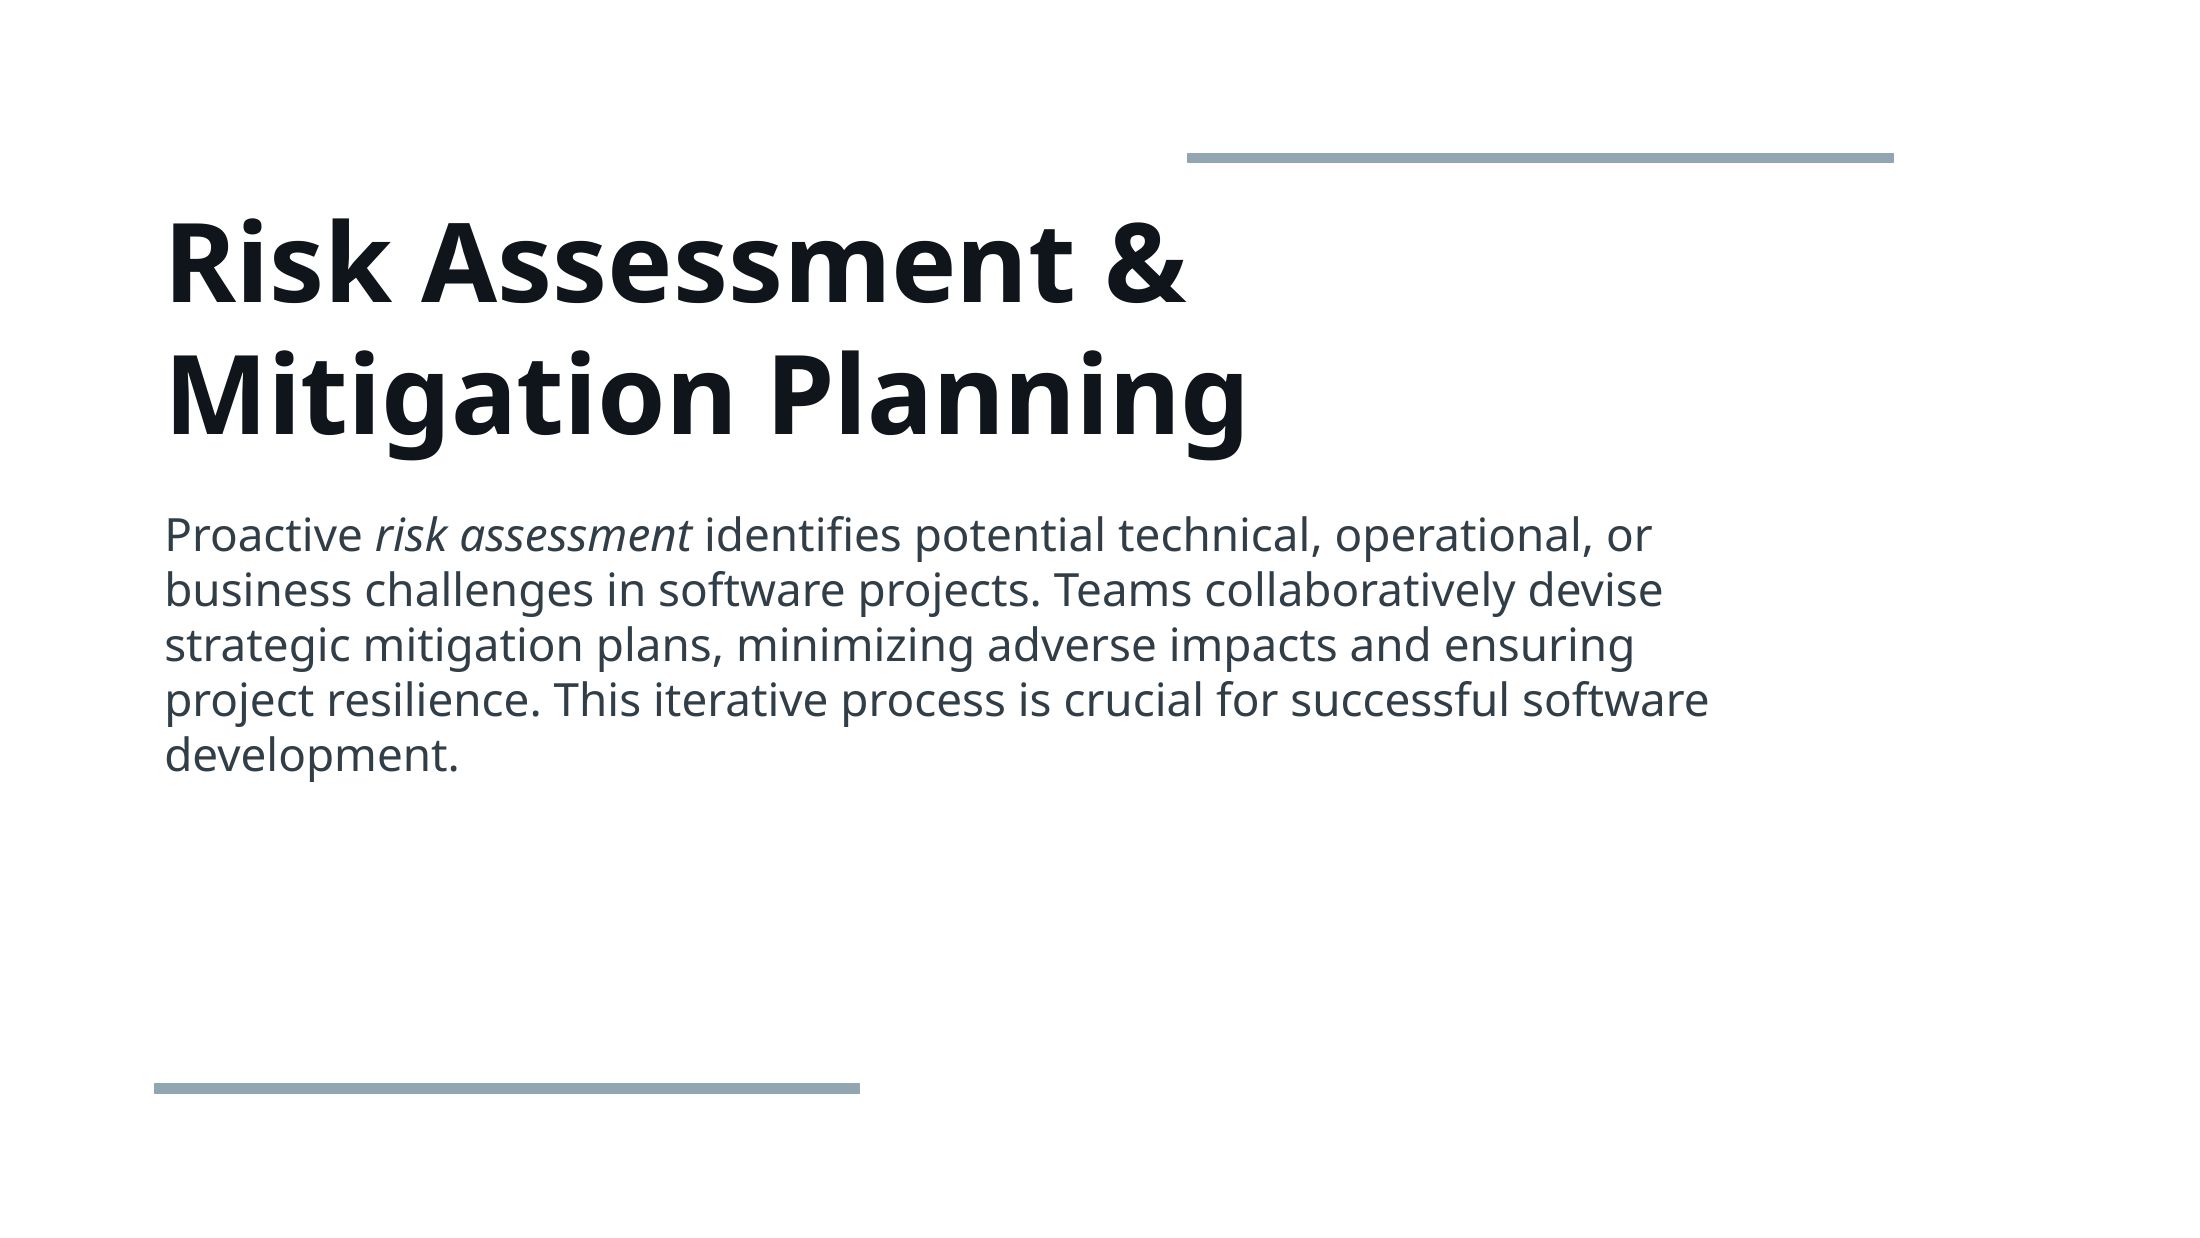 Risk Assessment &
Mitigation Planning
Proactive risk assessment identifies potential technical, operational, or
business challenges in software projects. Teams collaboratively devise
strategic mitigation plans, minimizing adverse impacts and ensuring
project resilience. This iterative process is crucial for successful software
development.